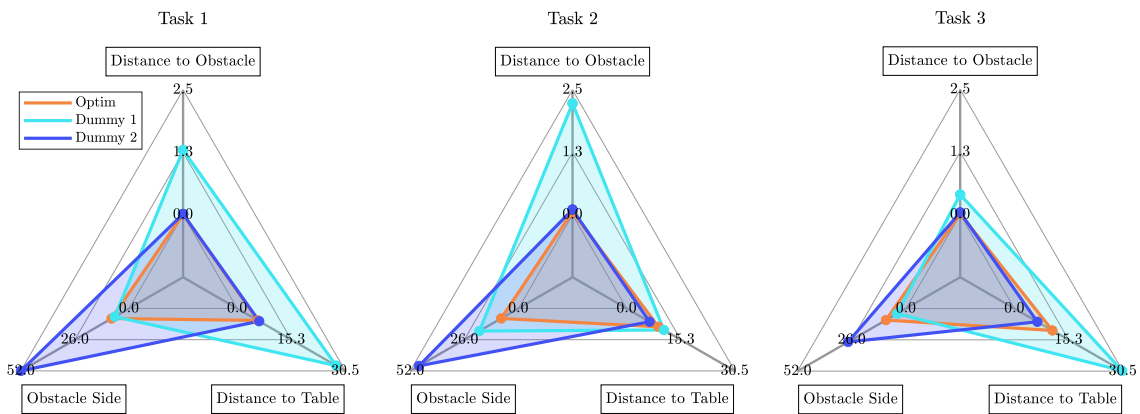 Task 1
Task 2
Task 3
Distance to Obstacle
Distance to Obstacle
Distance to Obstacle
2.5
2.5
2.5
Optim
Dummy 1
Dummy 2
1.3
1.3
1.3
0.0
0.0
0.0
0.0
0.0
0.0
0.0
0.0
0.0
26.0
15.3
26.0
15.3
26.0
15.3
52.0
30.5
52.0
30.5
52.0
30.5
Obstacle Side
Distance to Table
Obstacle Side
Distance to Table
Obstacle Side
Distance to Table